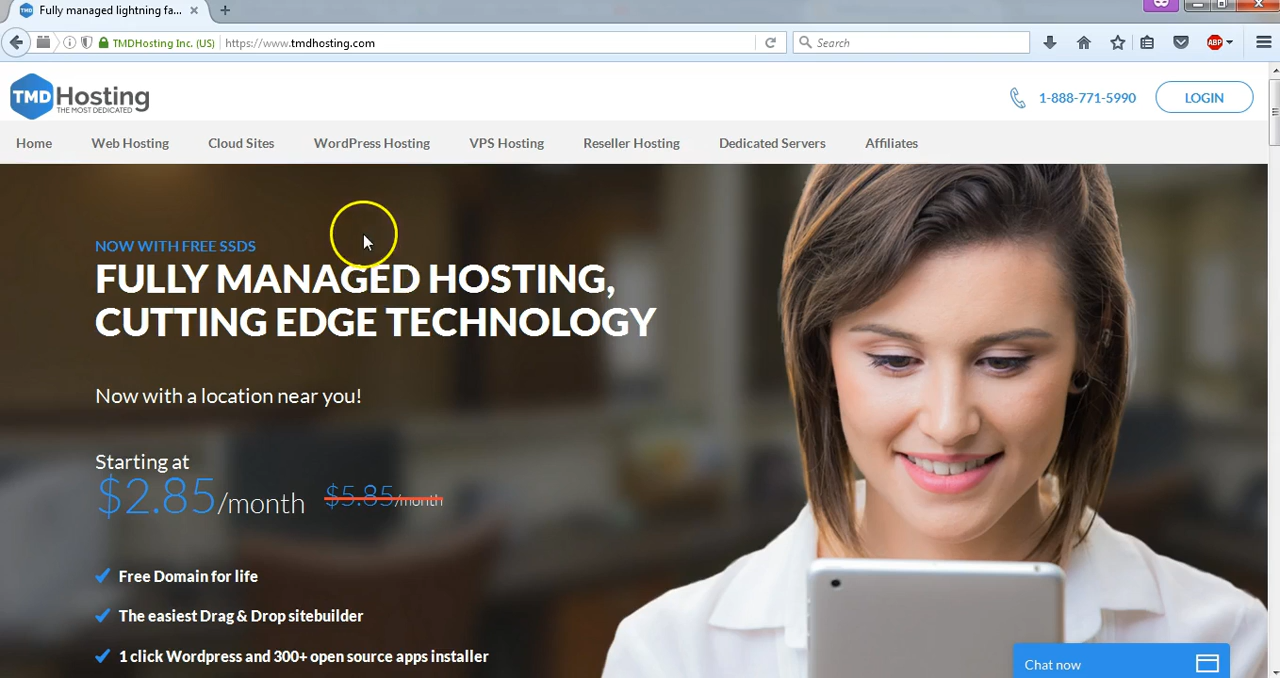 Fully managed lightning fa...
TMDHosting Inc. (US)
https://www.tmdhosting.com
Search
ABP
TMD Hosting
THE MOST DEDICATED
1-888-771-5990
LOGIN
Home
Web Hosting
Cloud Sites
WordPress Hosting
VPS Hosting
Reseller Hosting
Dedicated Servers
Affiliates
NOW WITH FREE SSDS
FULLY MANAGED HOSTING,
CUTTING EDGE TECHNOLOGY
Now with a location near you!
Starting at
$2.85/month $5.85/month
Free Domain for life
The easiest Drag & Drop sitebuilder
1 click Wordpress and 300+ open source apps installer
Chat now